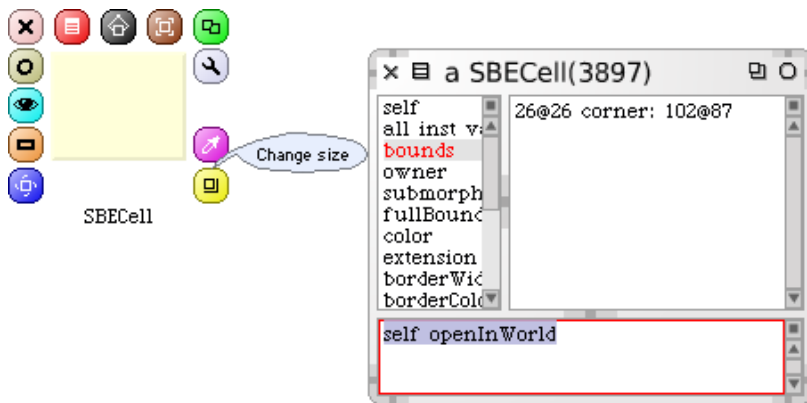 Change size
SBECell
a SBECell(3897)
self
all inst va
bounds
owner
submorph
fullBound
color
extension
borderWid
borderColo
26@26 corner: 102@87
self openInWorld